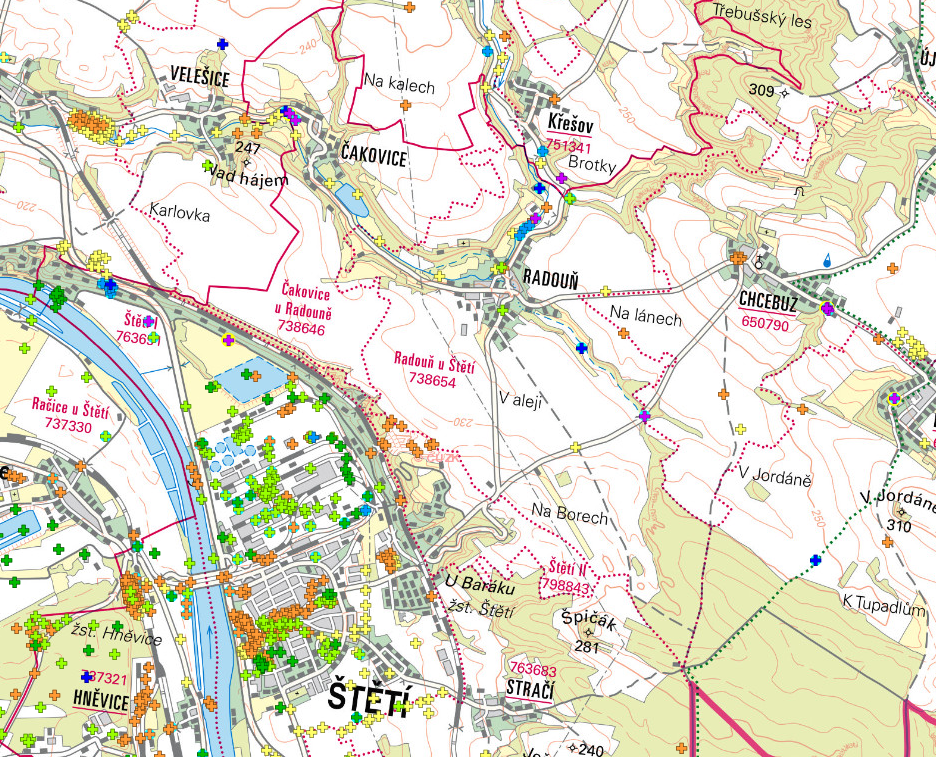 Třebušský les
240
VELEŠICE
Na kalech
309
Křešov
751341
250
ČAKOVICE
Brotky
247
Nad hájem
220
Karlovka
RADOUŇ
CHCEBUZ
650790
Čakovice
u Radouně
738646
Na lánech
Štětí I
Radouň u Štětí
738654
V aleji
Račice u Štětí
737330
230
V Jordáně
V Jordáně
310
250
Na Borech
Štětí II
798843
U Baráku
žst. Štětí
K Tupadlům
Špičák
281
žst. Hněvice
763683
STRAČÍ
HNĚVICE
ŠTĚTÍ
240